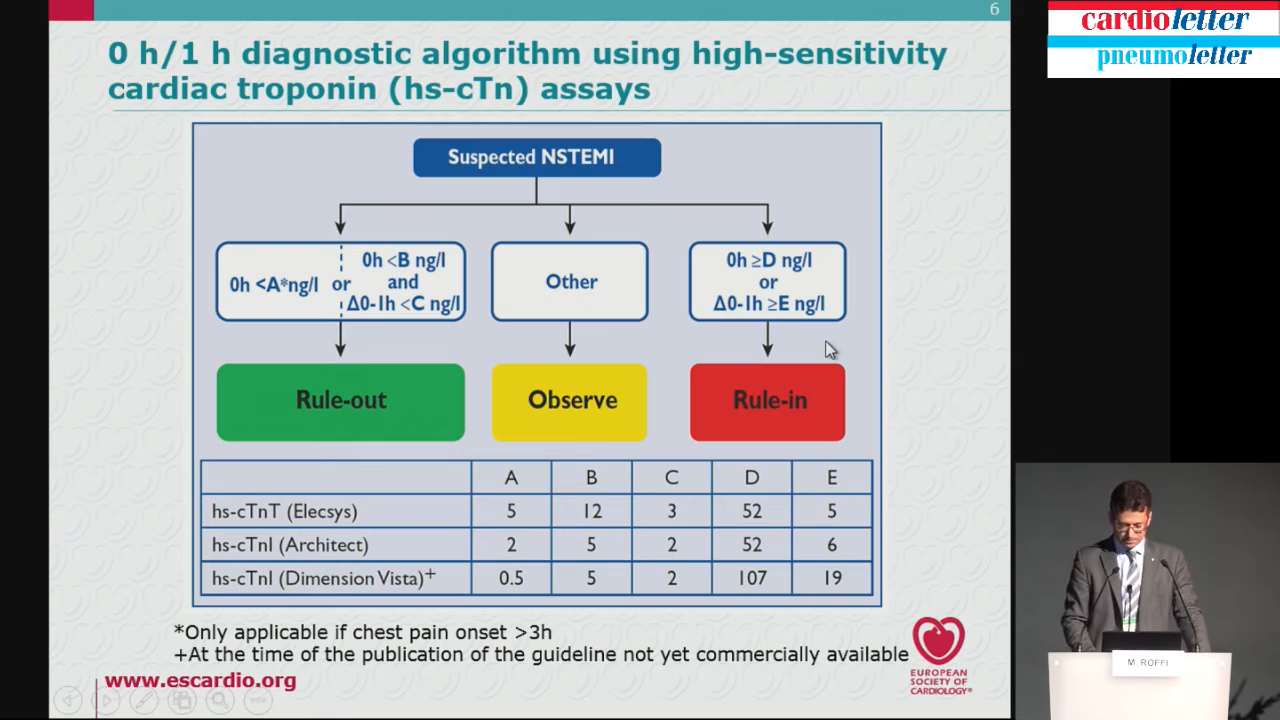 6
cardioletter
pneumoletter
0 h/1 h diagnostic algorithm using high-sensitivity
cardiac troponin (hs-cTn) assays
Suspected NSTEMI
0h <A*ng/l or 0h <B ng/l and Δ0-1h <C ng/l
Other
0h ≥D ng/l
or
Δ0-1h ≥E ng/l
Rule-out
Observe
Rule-in
A B C D E
hs-cTnT (Elecsys) 5 12 3 52 5
hs-cTnI (Architect) 2 5 2 52 6
hs-cTnI (Dimension Vista)+ 0.5 5 2 107 19
*Only applicable if chest pain onset >3h
+At the time of the publication of the guideline not yet commercially available
www.escardio.org
EUROPEAN
SOCIETY OF
CARDIOLOGY®
M. ROFFI